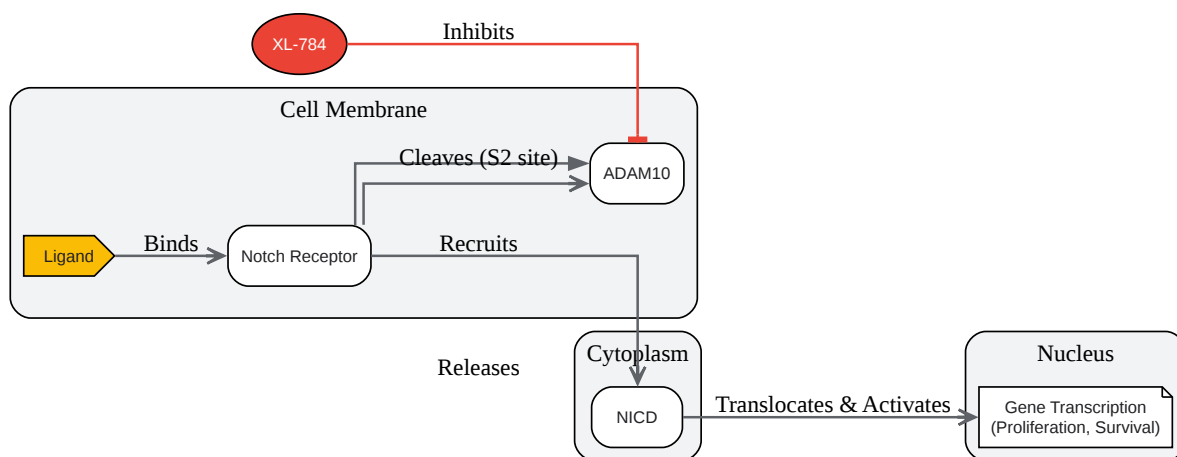 Inhibits
XL-784
Cell Membrane
Cleaves (S2 site)
ADAM10
Ligand
Binds
Notch Receptor
Recruits
Releases
Cytoplasm
Nucleus
NICD
Translocates & Activates
Gene Transcription
(Proliferation, Survival)